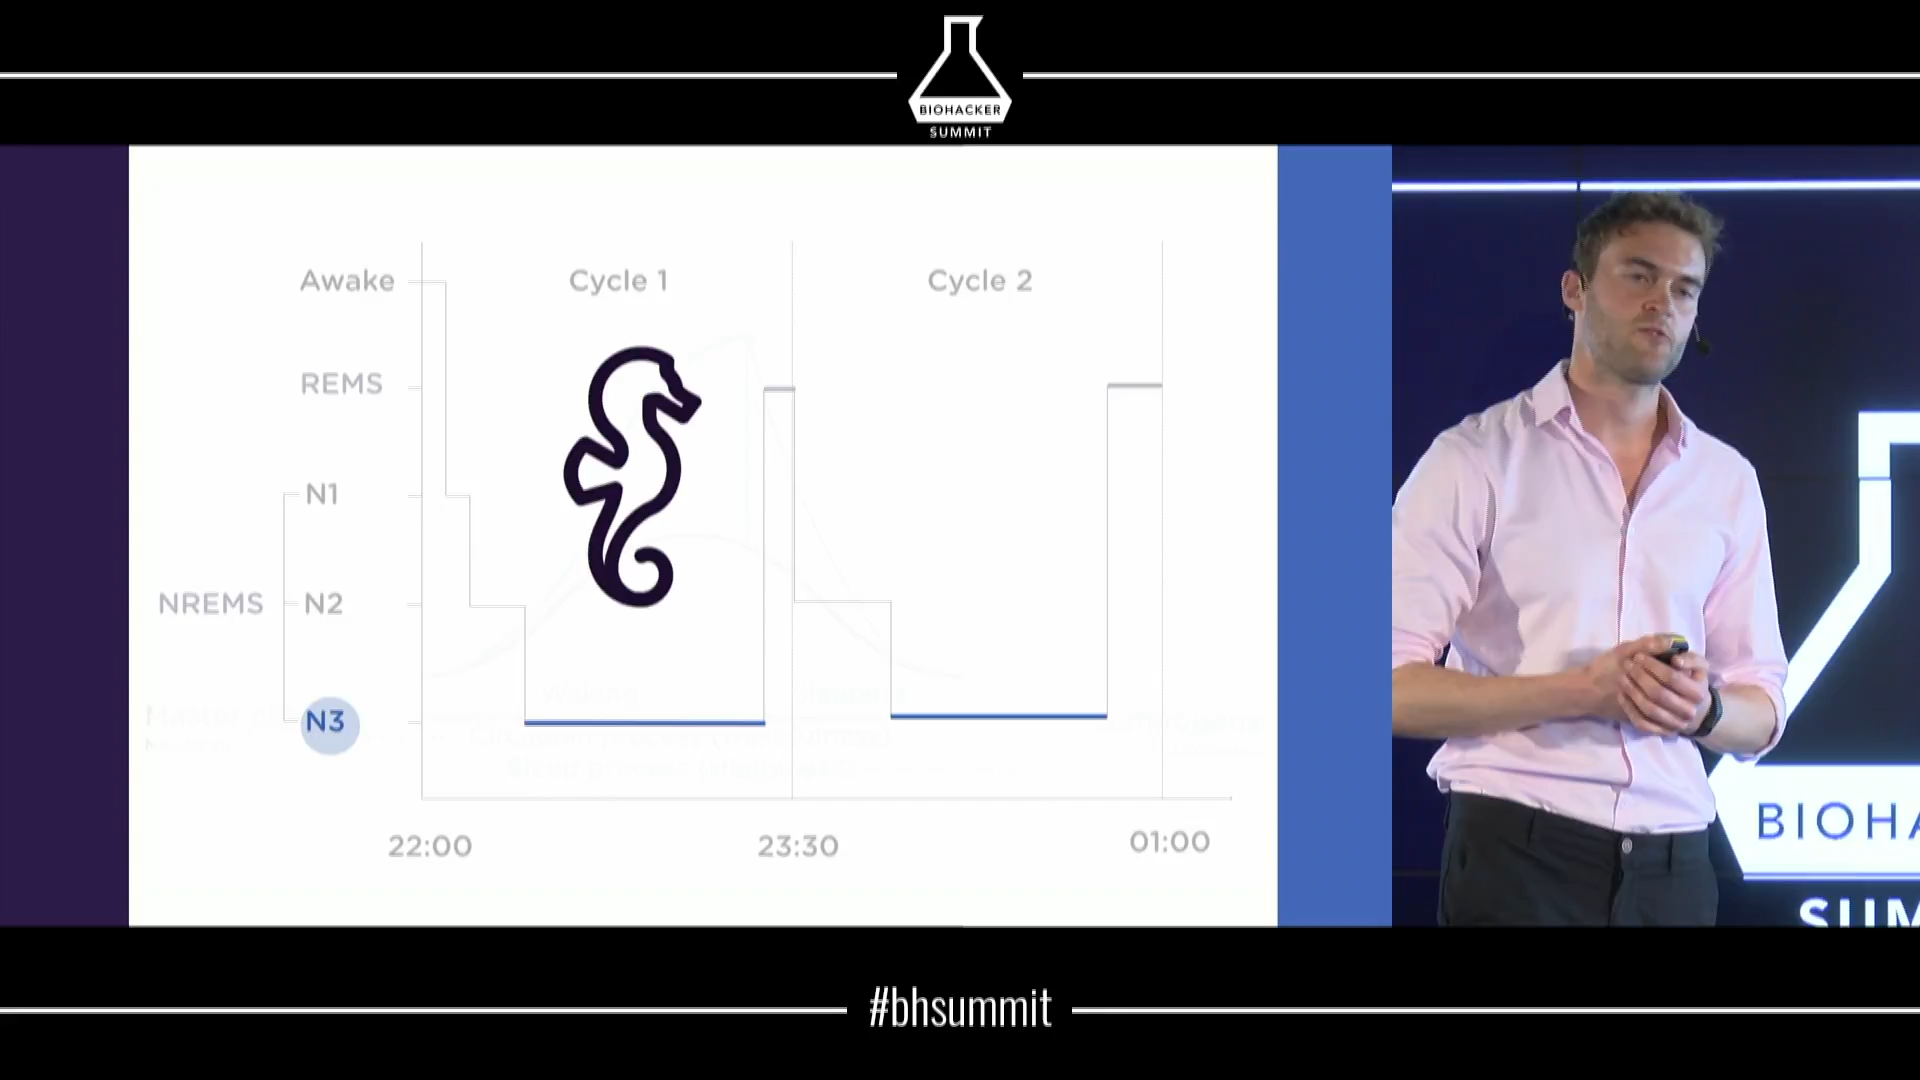 BIOHACKER
SUMMIT
Awake
Cycle 1
Cycle 2
REMS
N1
NREMS
N2
N3
22:00
23:30
01:00
BIOHA
SUM
#bhsummit